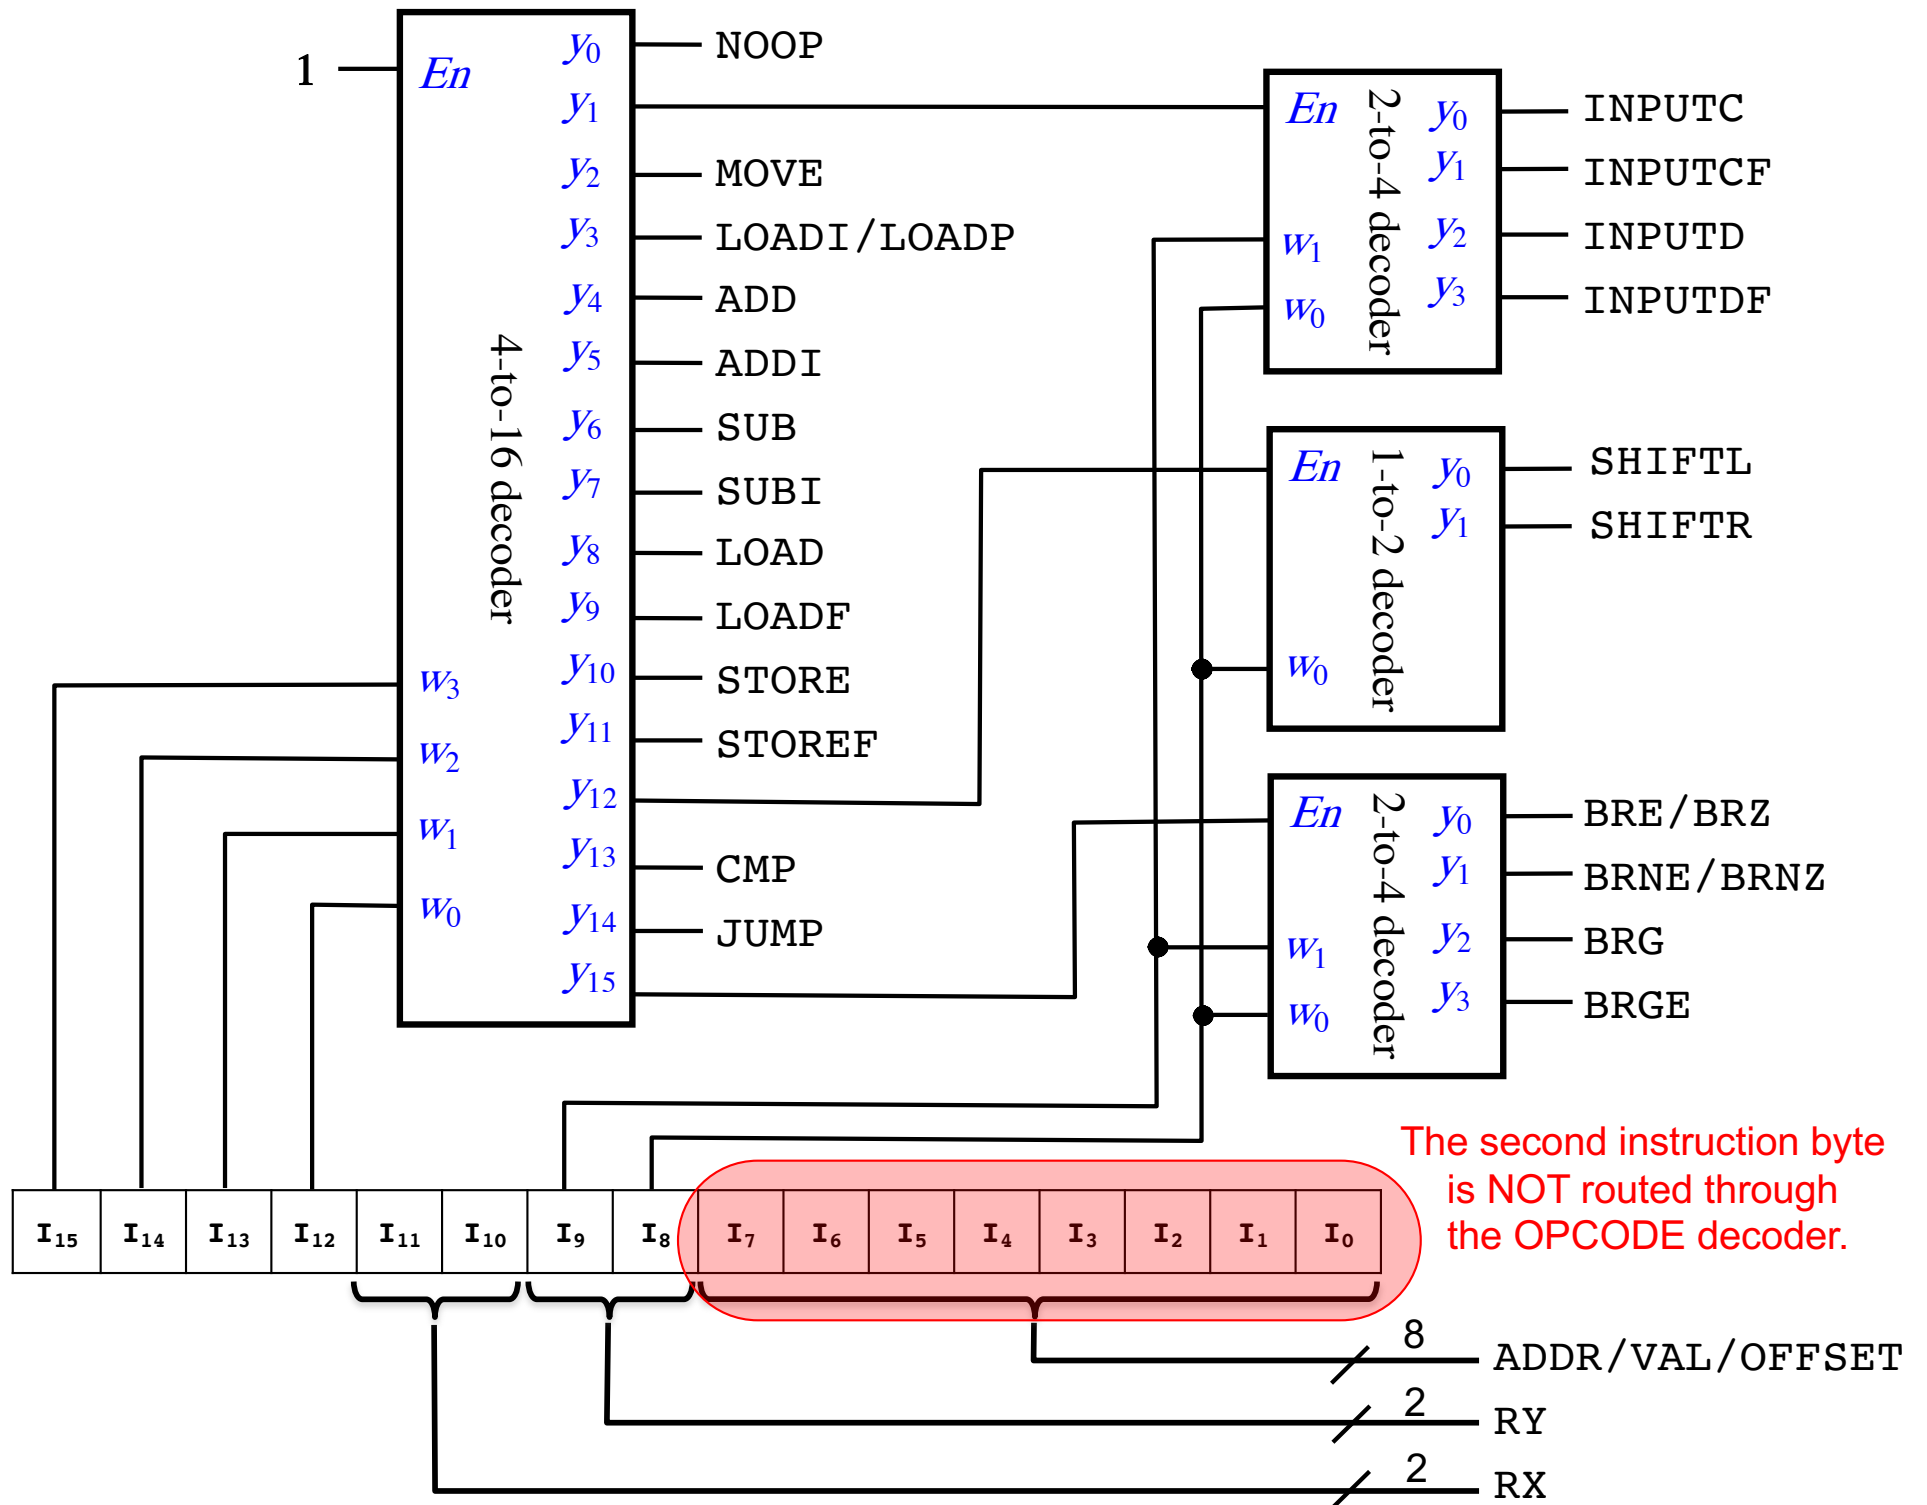 1
En
4-to-16 decoder
w3
w2
w1
w0
y0 NOOP
y1
y2 MOVE
y3 LOADI/LOADP
y4 ADD
y5 ADDI
y6 SUB
y7 SUBI
y8 LOAD
y9 LOADF
y10 STORE
y11 STOREF
y12
y13 CMP
y14 JUMP
y15
En
w1
w0
2-to-4 decoder
y0 INPUTC
y1 INPUTCF
y2 INPUTD
y3 INPUTDF
En
w0
1-to-2 decoder
y0 SHIFTL
y1 SHIFTR
En
w1
w0
2-to-4 decoder
y0 BRE/BRZ
y1 BRNE/BRNZ
y2 BRG
y3 BRGE
The second instruction byte
is NOT routed through
the OPCODE decoder.
I15 I14 I13 I12 I11 I10 I9 I8 I7 I6 I5 I4 I3 I2 I1 I0
8 ADDR/VAL/OFFSET
2 RY
2 RX